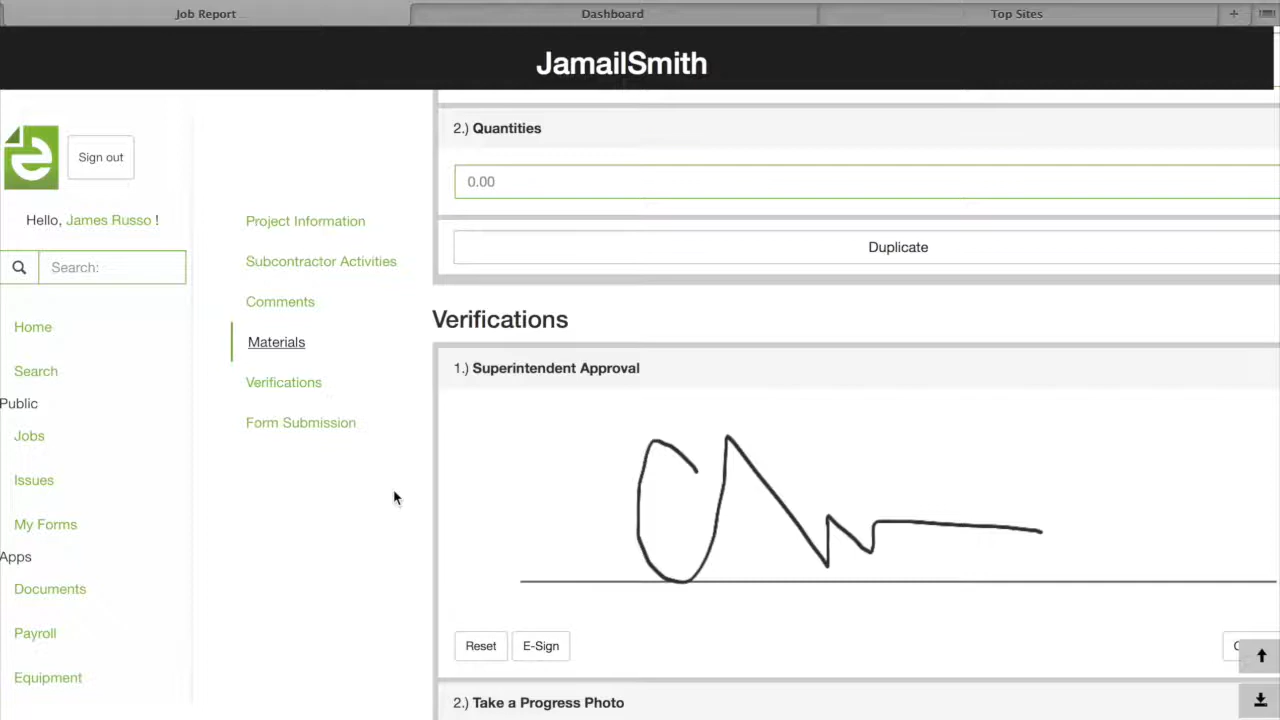 Job Report
Dashboard
Top Sites
+
JamailSmith
e
Sign out
Hello, James Russo !
Search:
Home
Search
Public
Jobs
Issues
My Forms
Apps
Documents
Payroll
Equipment
Project Information
Subcontractor Activities
Comments
Materials
Verifications
Form Submission
2.) Quantities
0.00
Duplicate
Verifications
1.) Superintendent Approval
Reset
E-Sign
2.) Take a Progress Photo